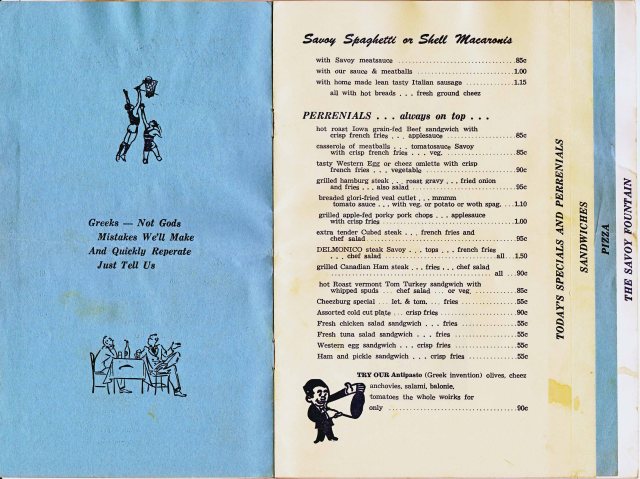 Greeks — Not Gods
Mistakes We'll Make
And Quickly Reperate
Just Tell Us
Savoy Spaghetti or Shell Macaronis
with Savoy meatsauce 85c
with our sauce & meatballs 1.00
with home made lean tasty Italian sausage 1.15
all with hot breads . . . fresh ground cheez
PERRENIALS . . . always on top . . .
hot roast Iowa grain-fed Beef sandgwich with
crisp french fries . . . applesauce 85c
casserole of meatballs . . . tomatosauce Savoy
with crisp french fries . . . veg. 85c
tasty Western Egg or cheez omlette with crisp
french fries . . . vegetable 90c
grilled hamburg steak . . . roast gravy . . . fried onion
and fries . . . also salad 95c
breaded glori-fried veal cutlet . . . mmmm
tomato sauce . . . with veg. or potato or woth spag. 1.10
grilled apple-fed porky pork chops . . . applesauce
with crisp fries 1.00
extra tender Cubed steak . . . french fries and
chef salad 95c
DELMONICO steak Savoy . . . tops . . . french fries
. . . chef salad all 1.50
grilled Canadian Ham steak . . . fries . . . chef salad
all 90c
hot Roast vermont Tom Turkey sandgwich with
whipped spuds . . . chef salad . . . or veg. 85c
Cheezburg special . . . let. & tom. . . . fries 55c
Assorted cold cut plate . . . crisp fries 90c
Fresh chicken salad sandgwich . . . fries 55c
Fresh tuna salad sandgwich . . . fries 55c
Western egg sandgwich . . . crisp fries 55c
Ham and pickle sandgwich . . . crisp fries 55c
TRY OUR Antipasto (Greek invention) olives, cheez
anchovies, salami, balonie,
tomatoes the whole woirks for
only 90c
TODAY'S SPECIALS AND PERRENIALS
SANDWICHES
PIZZA
THE SAVOY FOUNTAIN